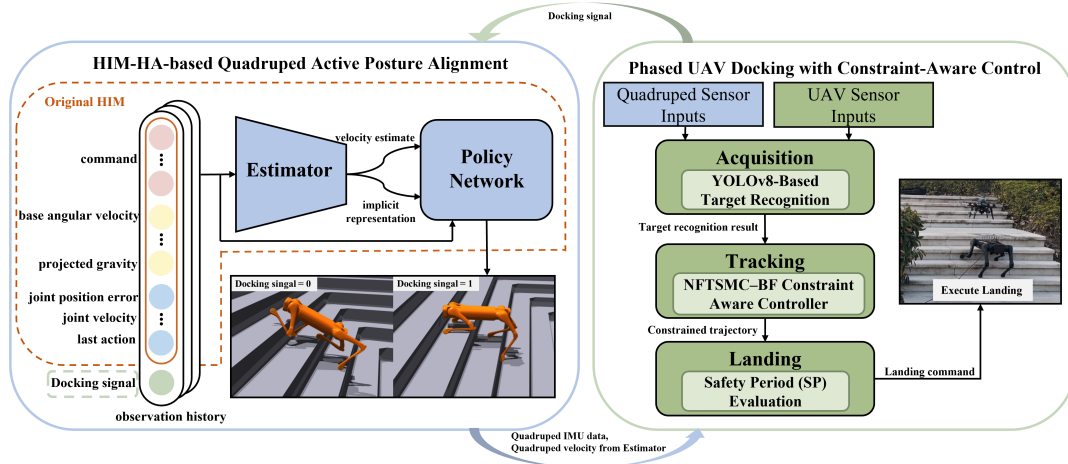 Docking signal
HIM-HA-based Quadruped Active Posture Alignment
Original HIM
command
base angular velocity
projected gravity
joint position error
joint velocity
last action
Docking signal
observation history
Estimator
velocity estimate
implicit
representation
Policy
Network
Docking singal = 0
Docking singal = 1
Phased UAV Docking with Constraint-Aware Control
Quadruped Sensor
Inputs
UAV Sensor
Inputs
Acquisition
YOLOv8-Based
Target Recognition
Target recognition result
Tracking
NFTSMC–BF Constraint
Aware Controller
Constrained trajectory
Landing
Safety Period (SP)
Evaluation
Landing command
Execute Landing
Quadruped IMU data,
Quadruped velocity from Estimator